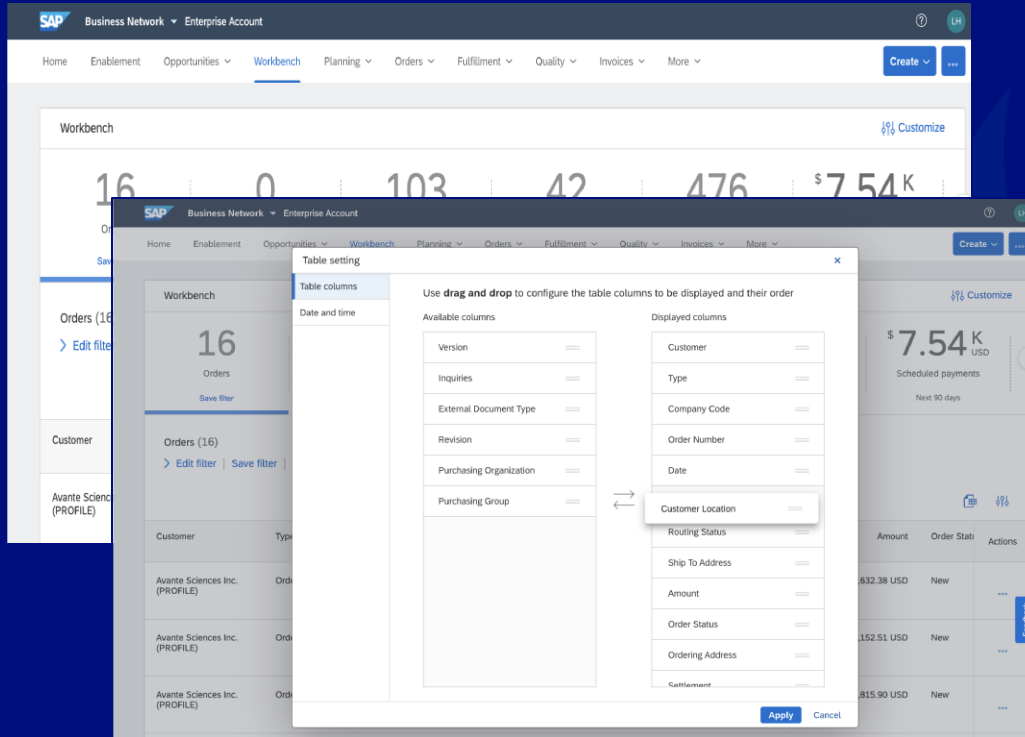 SAP Business Network Enterprise Account LH
Home Enablement Opportunities Workbench Planning Orders Fulfillment Quality Invoices More Create ...
Workbench Customize
16 0 103 42 476 $7.54 K
Orders (16
Edit filte
Customer
Avante Scienc
(PROFILE)
SAP Business Network Enterprise Account
Home Enablement Opportunities Workbench Planning Orders Fulfillment Quality Invoices More Create ...
Workbench Customize
16
Orders
Save filter
$7.54 K
USD
Scheduled payments
Next 90 days
Orders (16)
Edit filter | Save filter |
Customer Type Amount Order Statu Actions
Avante Sciences Inc. Orde ,632.38 USD New ...
(PROFILE)
Avante Sciences Inc. Orde ,152.51 USD New ...
(PROFILE)
Avante Sciences Inc. Orde ,815.90 USD New ...
(PROFILE)
Table setting ×
Table columns
Date and time
Use drag and drop to configure the table columns to be displayed and their order
Available columns
Version
Inquiries
External Document Type
Revision
Purchasing Organization
Purchasing Group
Displayed columns
Customer
Type
Company Code
Order Number
Date
Customer Location
Routing Status
Ship To Address
Amount
Order Status
Ordering Address
Settlement
Apply Cancel